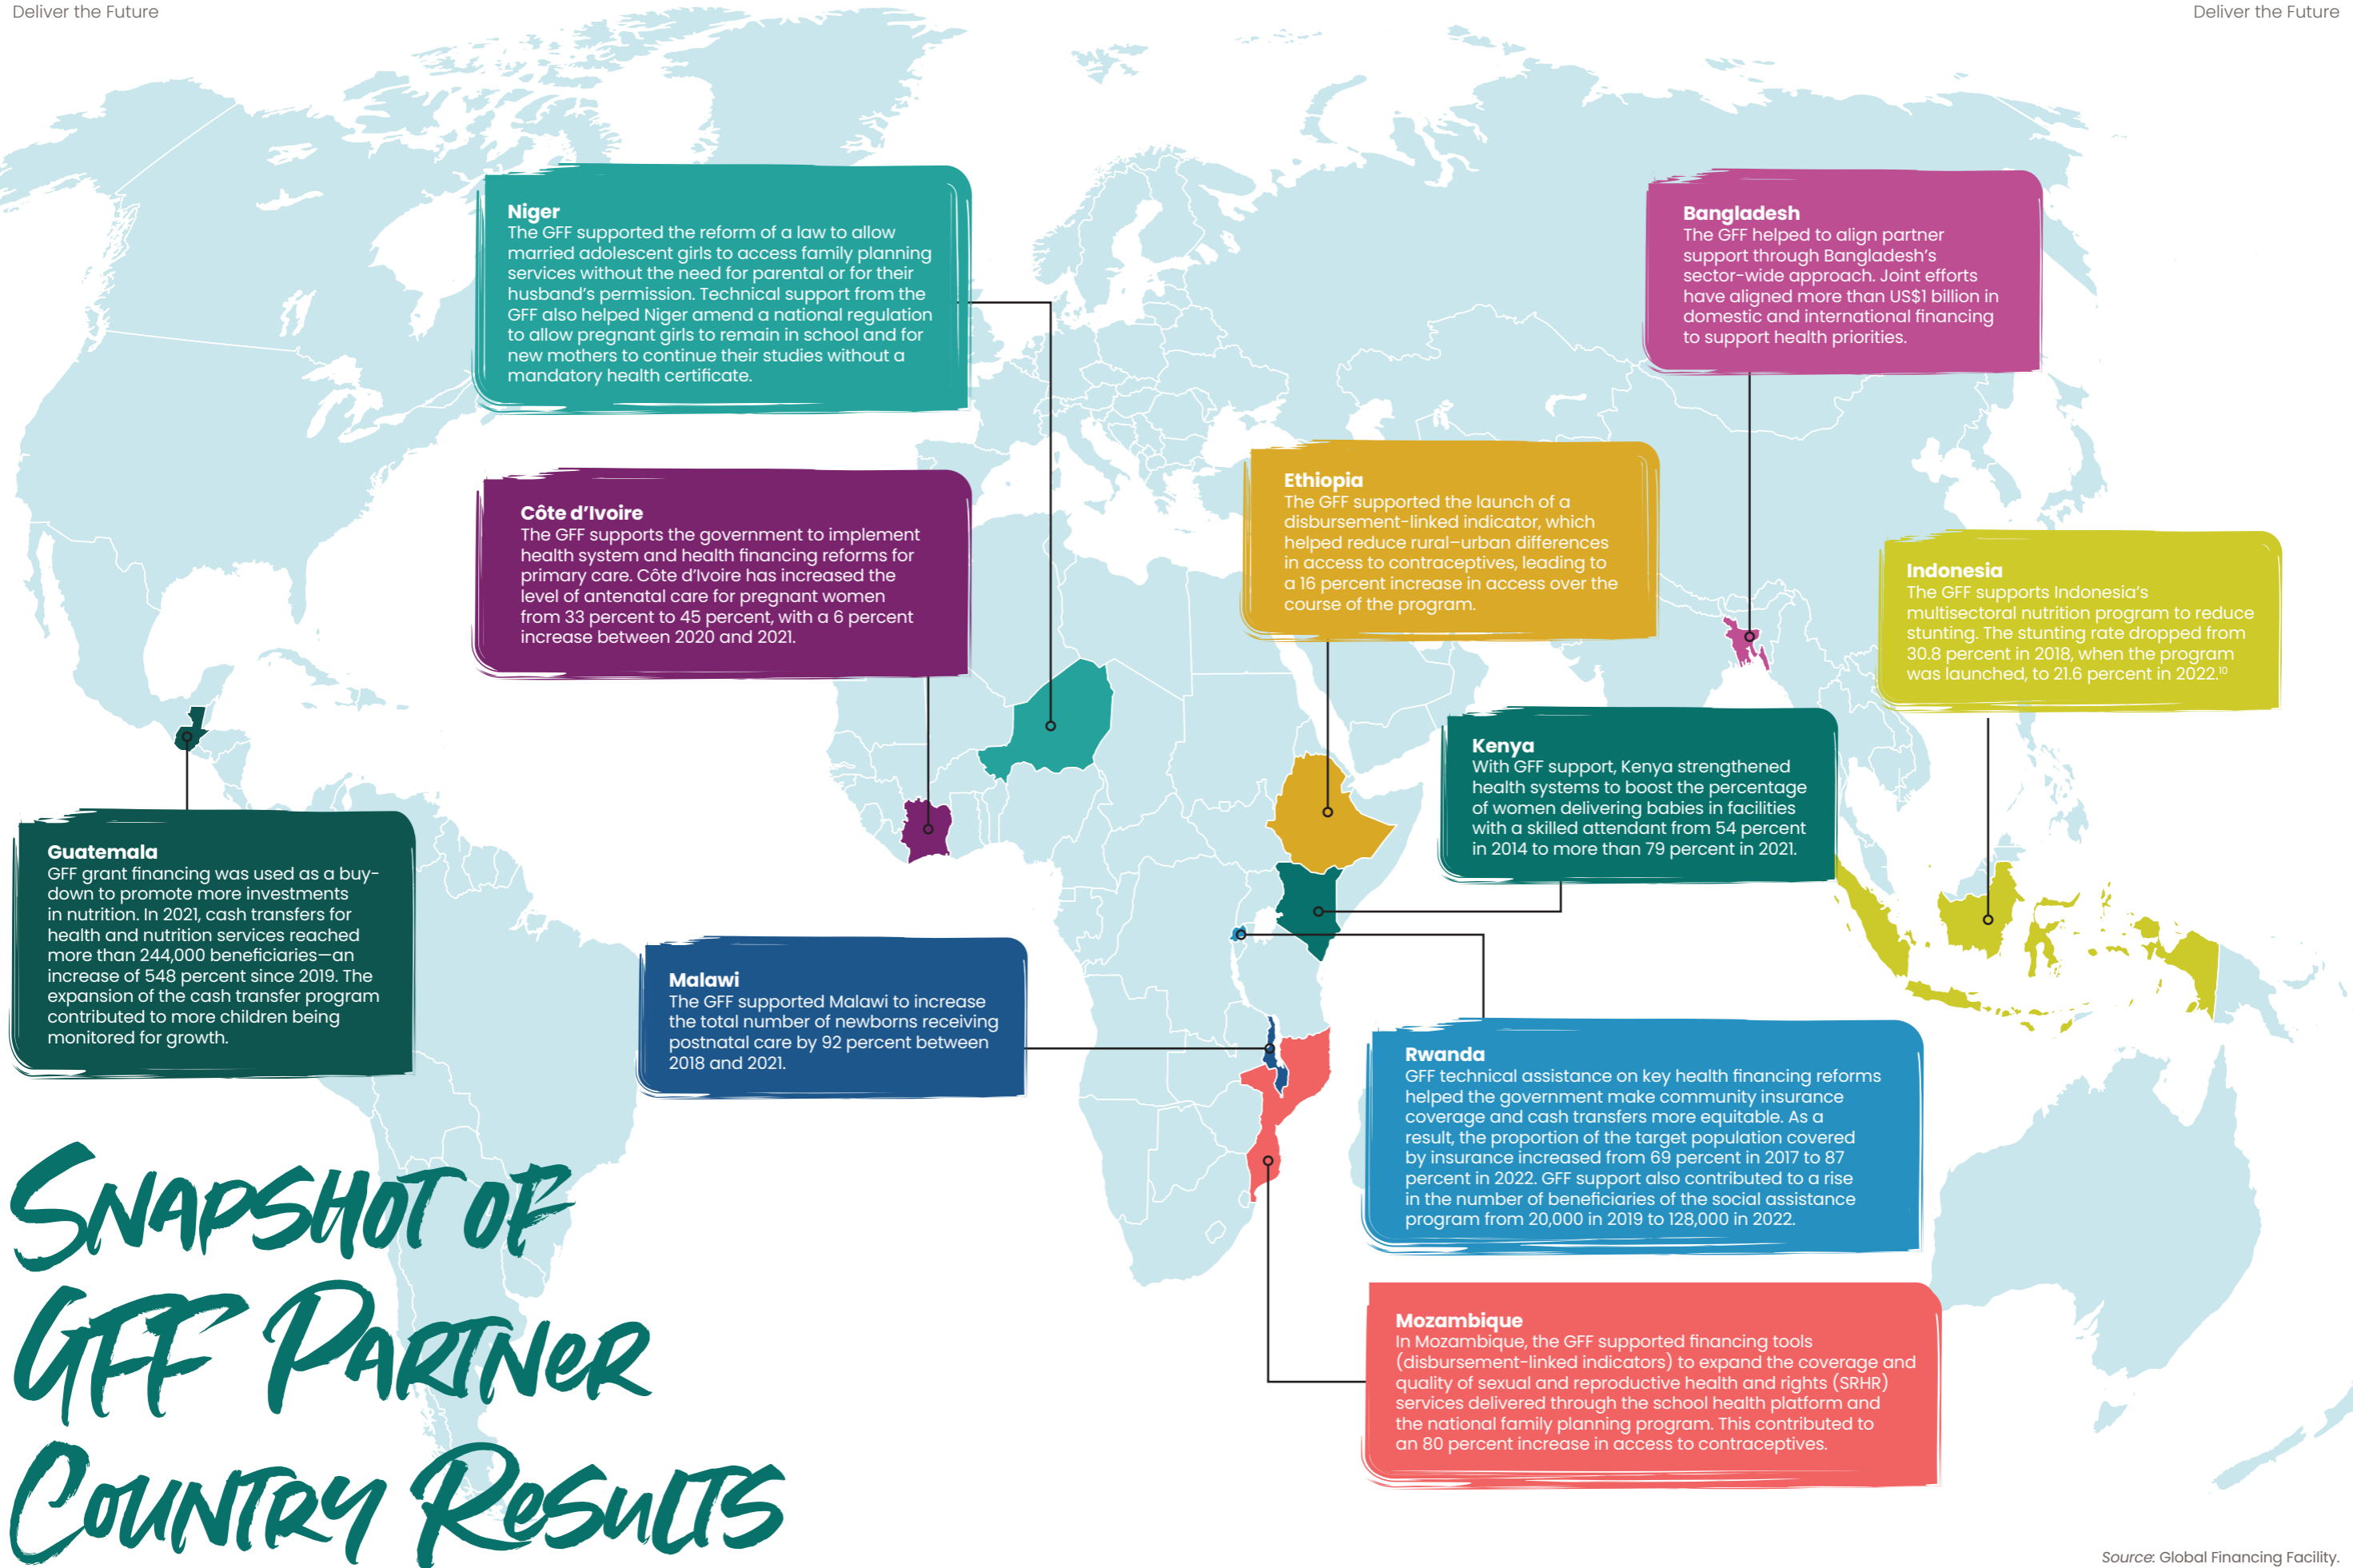 Deliver the Future
Deliver the Future
Niger
The GFF supported the reform of a law to allow
married adolescent girls to access family planning
services without the need for parental or for their
husband’s permission. Technical support from the
GFF also helped Niger amend a national regulation
to allow pregnant girls to remain in school and for
new mothers to continue their studies without a
mandatory health certificate.
Bangladesh
The GFF helped to align partner
support through Bangladesh’s
sector-wide approach. Joint efforts
have aligned more than US$1 billion in
domestic and international financing
to support health priorities.
Côte d’Ivoire
The GFF supports the government to implement
health system and health financing reforms for
primary care. Côte d’Ivoire has increased the
level of antenatal care for pregnant women
from 33 percent to 45 percent, with a 6 percent
increase between 2020 and 2021.
Ethiopia
The GFF supported the launch of a
disbursement-linked indicator, which
helped reduce rural–urban differences
in access to contraceptives, leading to
a 16 percent increase in access over the
course of the program.
Indonesia
The GFF supports Indonesia’s
multisectoral nutrition program to reduce
stunting. The stunting rate dropped from
30.8 percent in 2018, when the program
was launched, to 21.6 percent in 2022.¹⁰
Kenya
With GFF support, Kenya strengthened
health systems to boost the percentage
of women delivering babies in facilities
with a skilled attendant from 54 percent
in 2014 to more than 79 percent in 2021.
Guatemala
GFF grant financing was used as a buy-
down to promote more investments
in nutrition. In 2021, cash transfers for
health and nutrition services reached
more than 244,000 beneficiaries—an
increase of 548 percent since 2019. The
expansion of the cash transfer program
contributed to more children being
monitored for growth.
Malawi
The GFF supported Malawi to increase
the total number of newborns receiving
postnatal care by 92 percent between
2018 and 2021.
Rwanda
GFF technical assistance on key health financing reforms
helped the government make community insurance
coverage and cash transfers more equitable. As a
result, the proportion of the target population covered
by insurance increased from 69 percent in 2017 to 87
percent in 2022. GFF support also contributed to a rise
in the number of beneficiaries of the social assistance
program from 20,000 in 2019 to 128,000 in 2022.
Mozambique
In Mozambique, the GFF supported financing tools
(disbursement-linked indicators) to expand the coverage and
quality of sexual and reproductive health and rights (SRHR)
services delivered through the school health platform and
the national family planning program. This contributed to
an 80 percent increase in access to contraceptives.
Snapshot of
GFF Partner
Country Results
Source: Global Financing Facility.